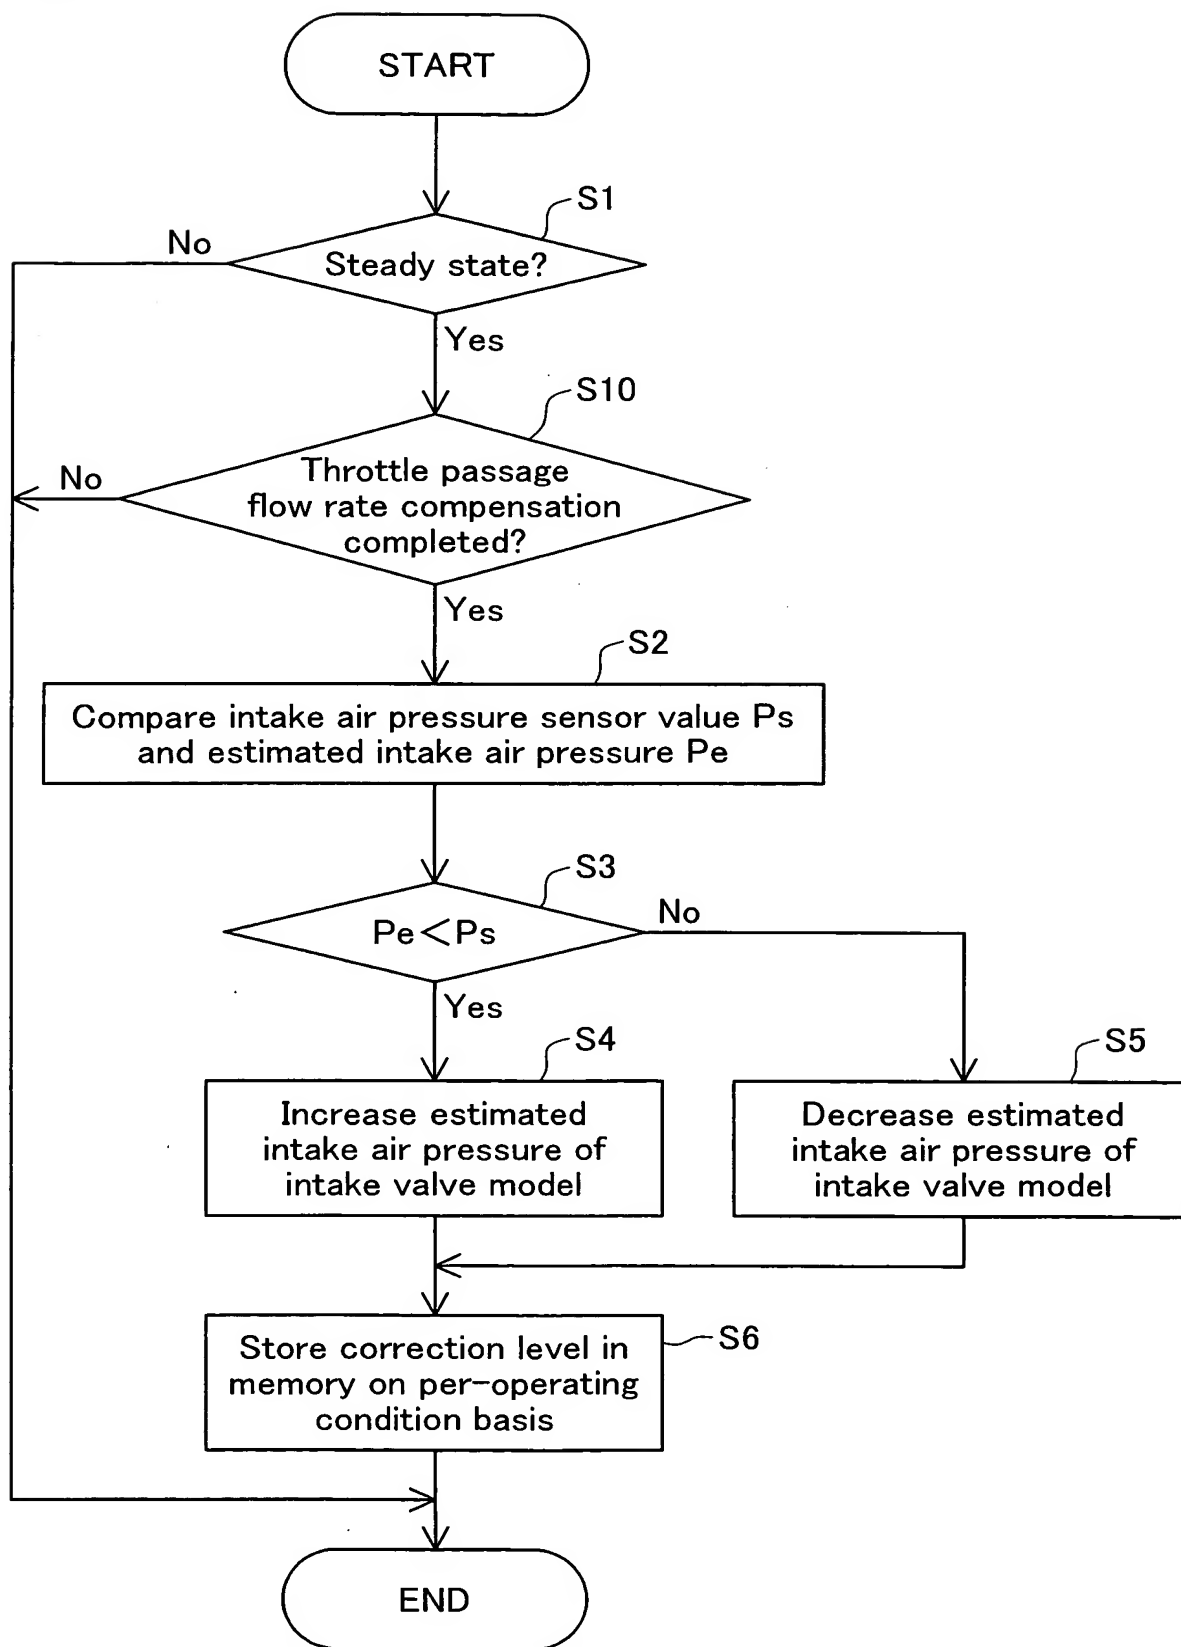 START
S1
No
Steady state?
Yes
S10
No
Throttle passage
flow rate compensation
completed?
Yes
S2
Compare intake air pressure sensor value Ps
and estimated intake air pressure Pe
S3
Pe<Ps
No
Yes
S4
S5
Increase estimated
intake air pressure of
intake valve model
Decrease estimated
intake air pressure of
intake valve model
S6
Store correction level in
memory on per-operating
condition basis
END